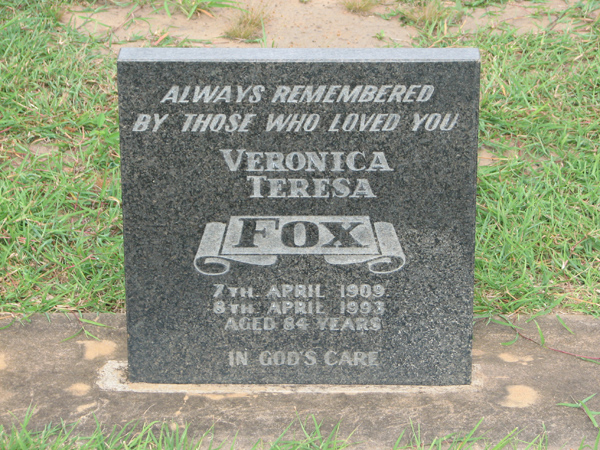 ALWAYS REMEMBERED
BY THOSE WHO LOVED YOU
VERONICA
TERESA
FOX
7TH. APRIL 1909
8TH. APRIL 1993
AGED 84 YEARS
IN GOD'S CARE